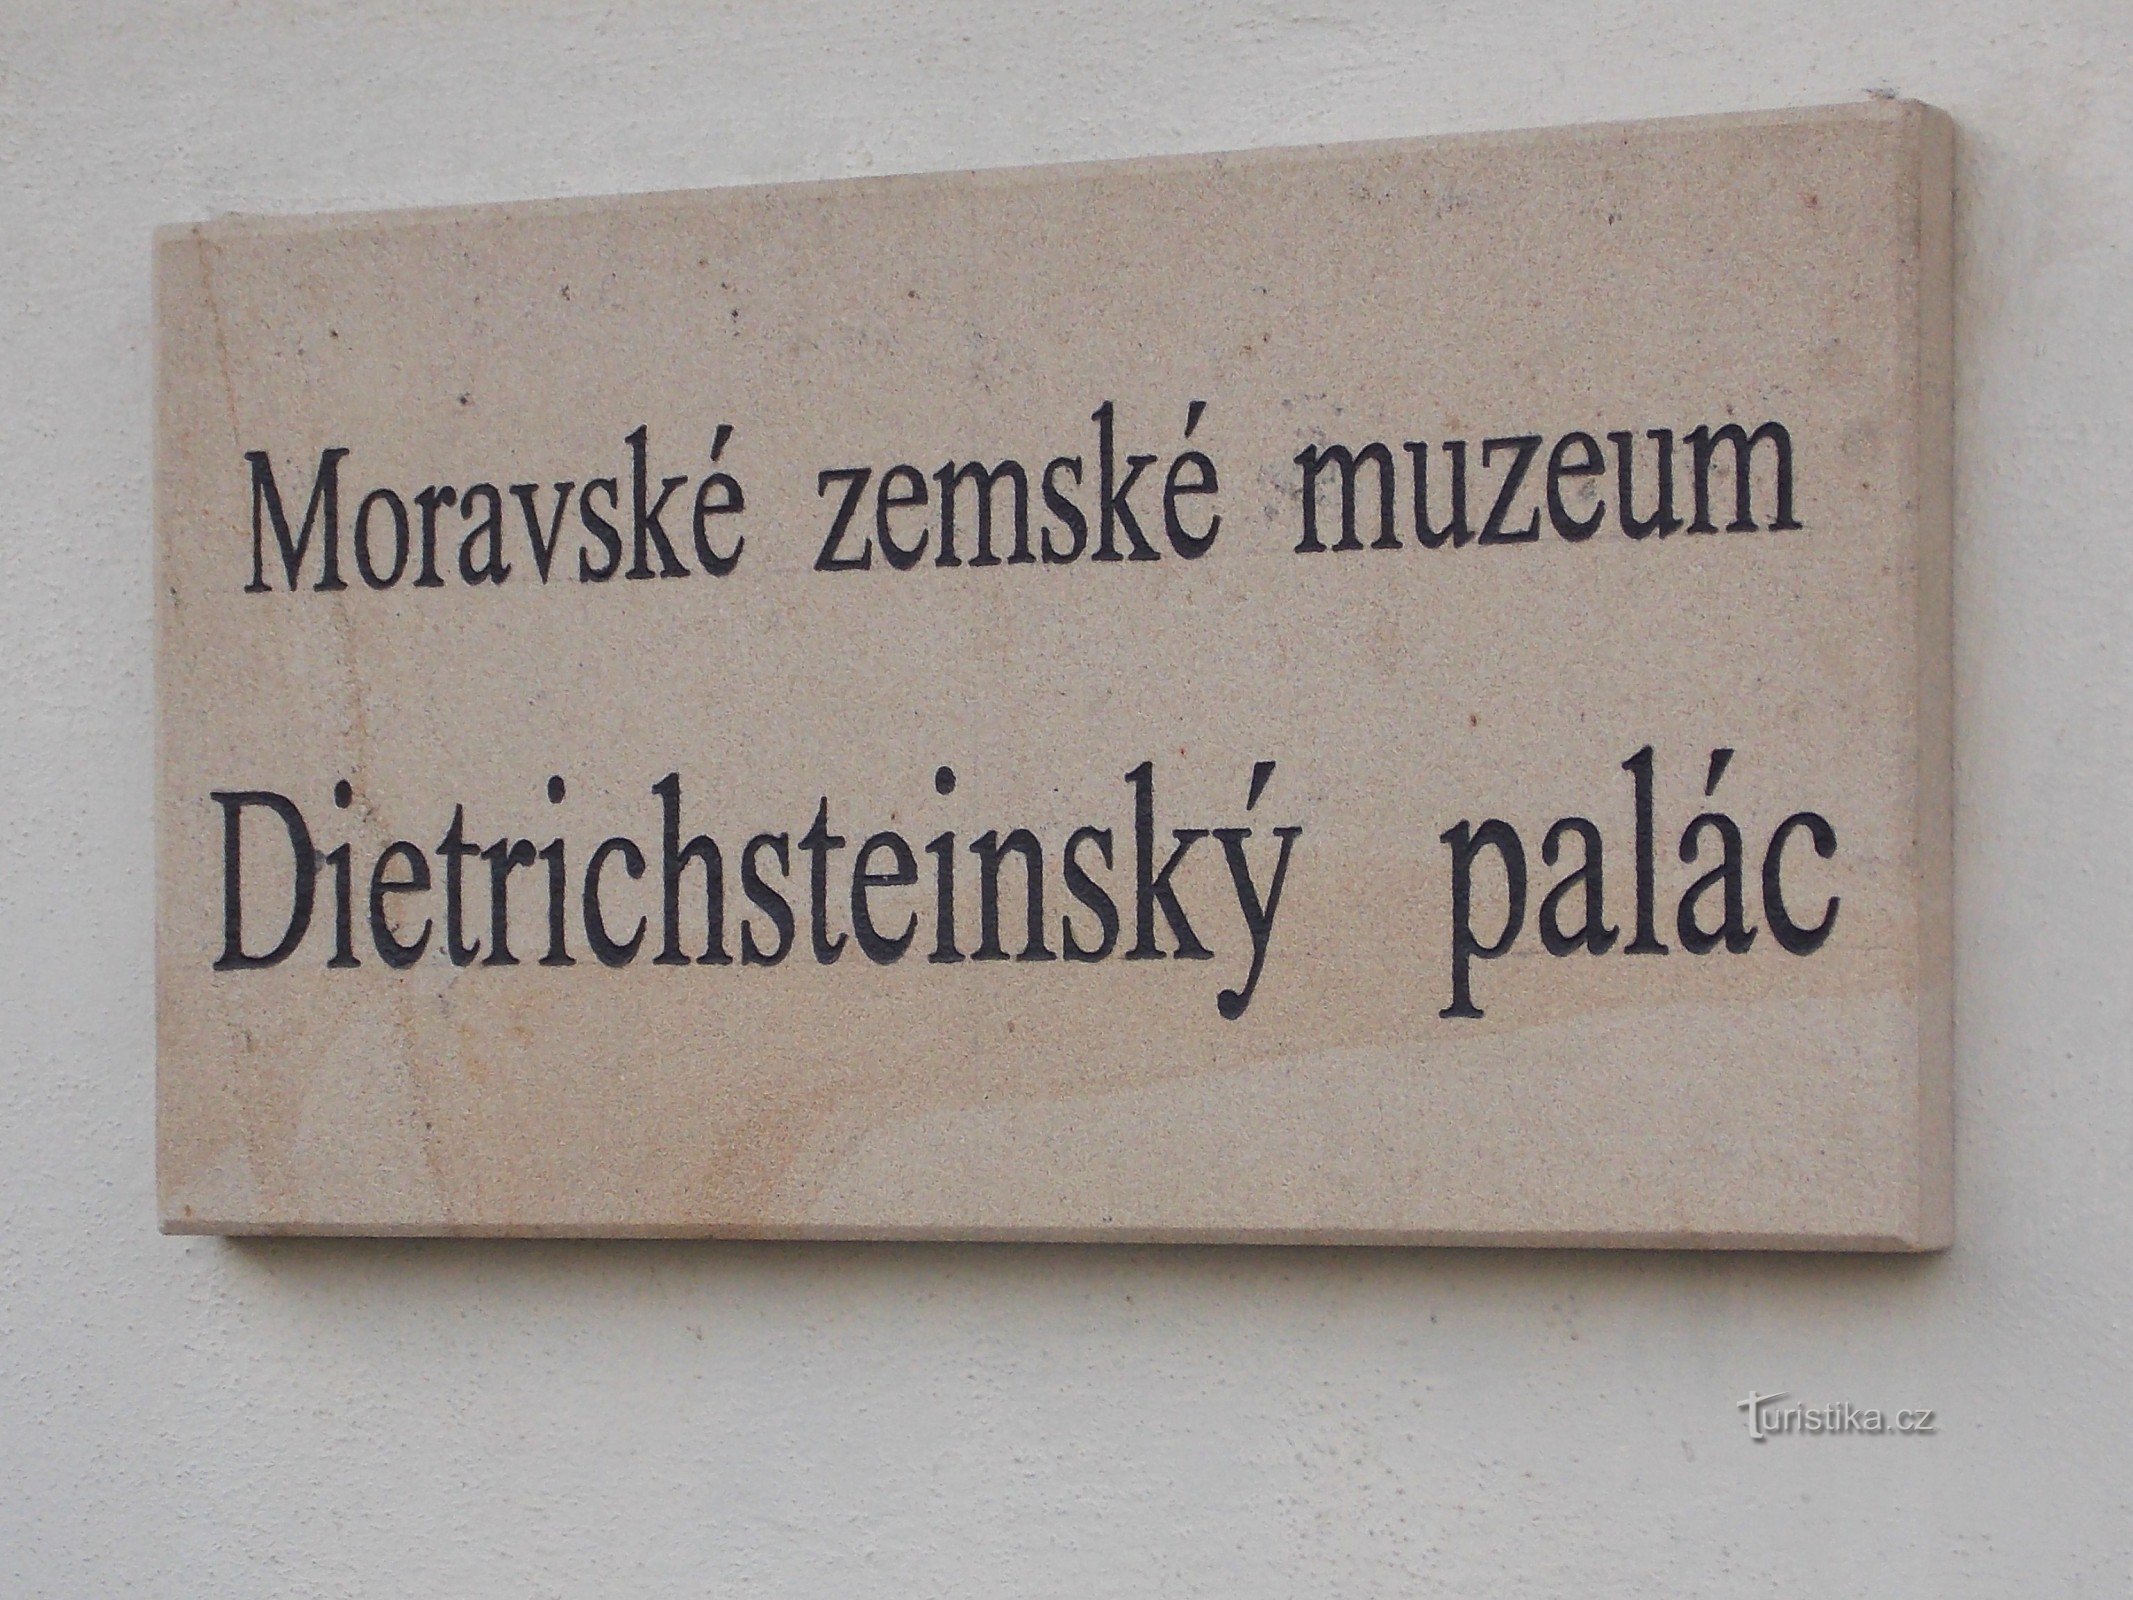 Moravské zemské muzeum
Dietrichsteinský palác
Turistika.cz